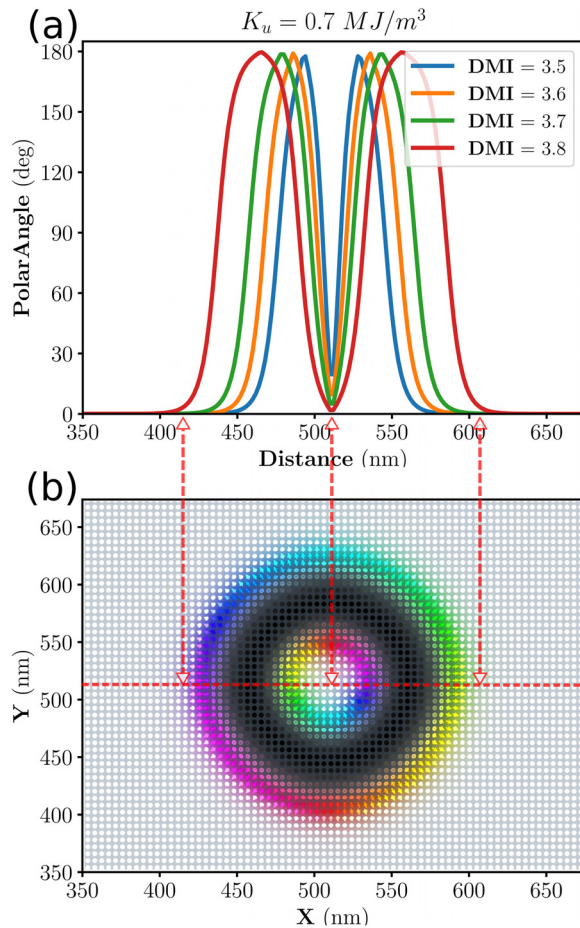 (a)
K_u = 0.7 MJ/m³
180
150
120
90
60
30
0
PolarAngle (deg)
DMI = 3.5
DMI = 3.6
DMI = 3.7
DMI = 3.8
350 400 450 500 550 600 650
Distance (nm)
(b)
650
600
550
500
450
400
350
Y (nm)
350 400 450 500 550 600 650
X (nm)